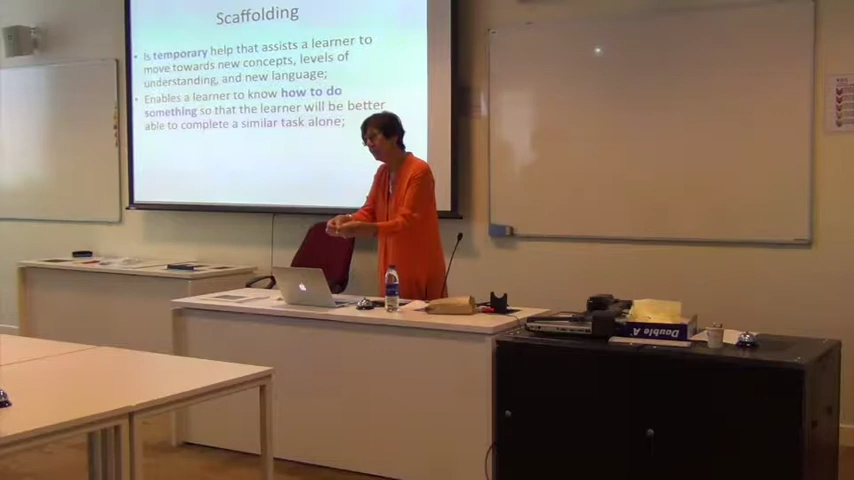 Scaffolding
• Is temporary help that assists a learner to
move towards new concepts, levels of
understanding, and new language;
• Enables a learner to know how to do
something so that the learner will be better
able to complete a similar task alone;
Double A